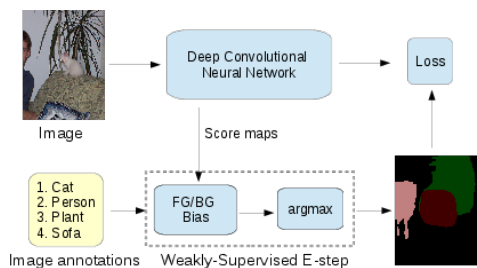 Deep Convolutional
Neural Network
Loss
Image
Score maps
1. Cat
2. Person
3. Plant
4. Sofa
FG/BG
Bias
argmax
Image annotations
Weakly-Supervised E-step